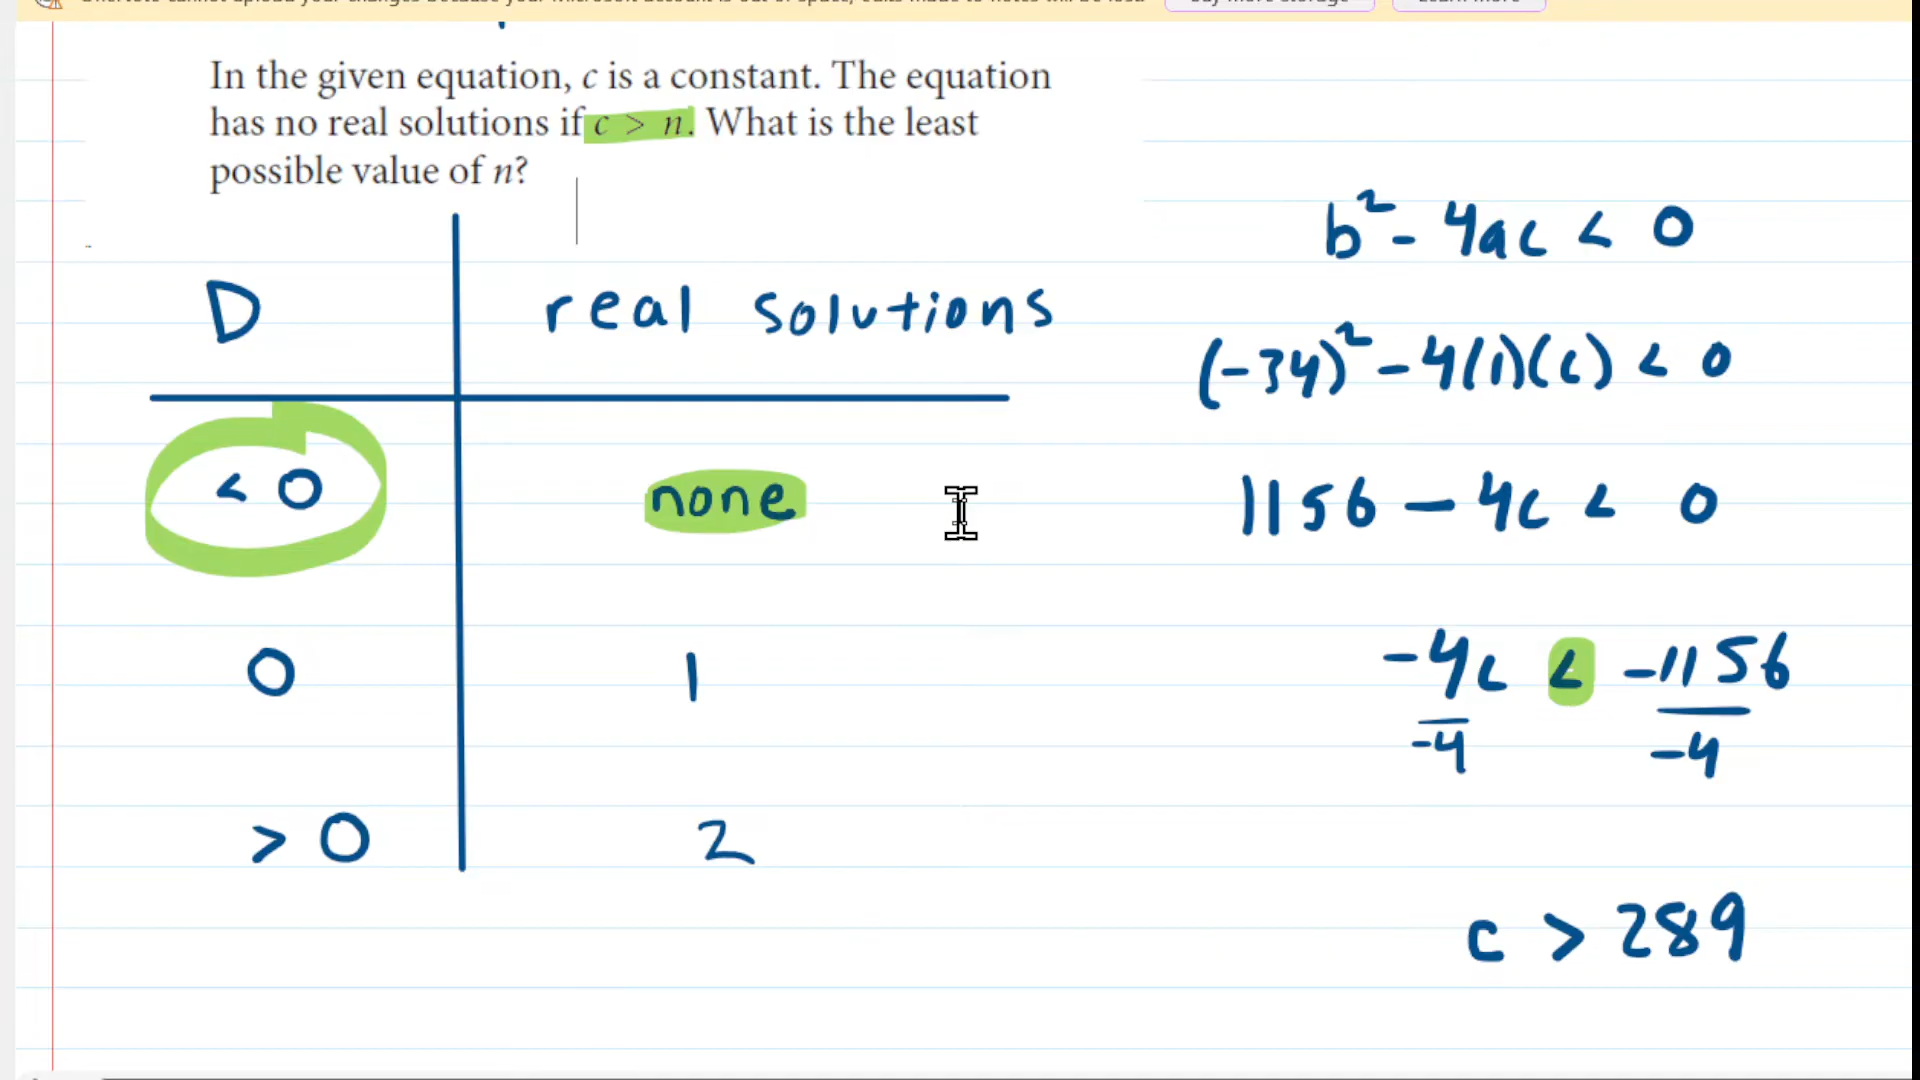 In the given equation, c is a constant. The equation
has no real solutions if c > n. What is the least
possible value of n?
D real solutions
< 0 none
0 1
> 0 2
b² - 4ac < 0
(-34)² - 4(1)(c) < 0
1156 - 4c < 0
-4c < -1156
-4 -4
c > 289